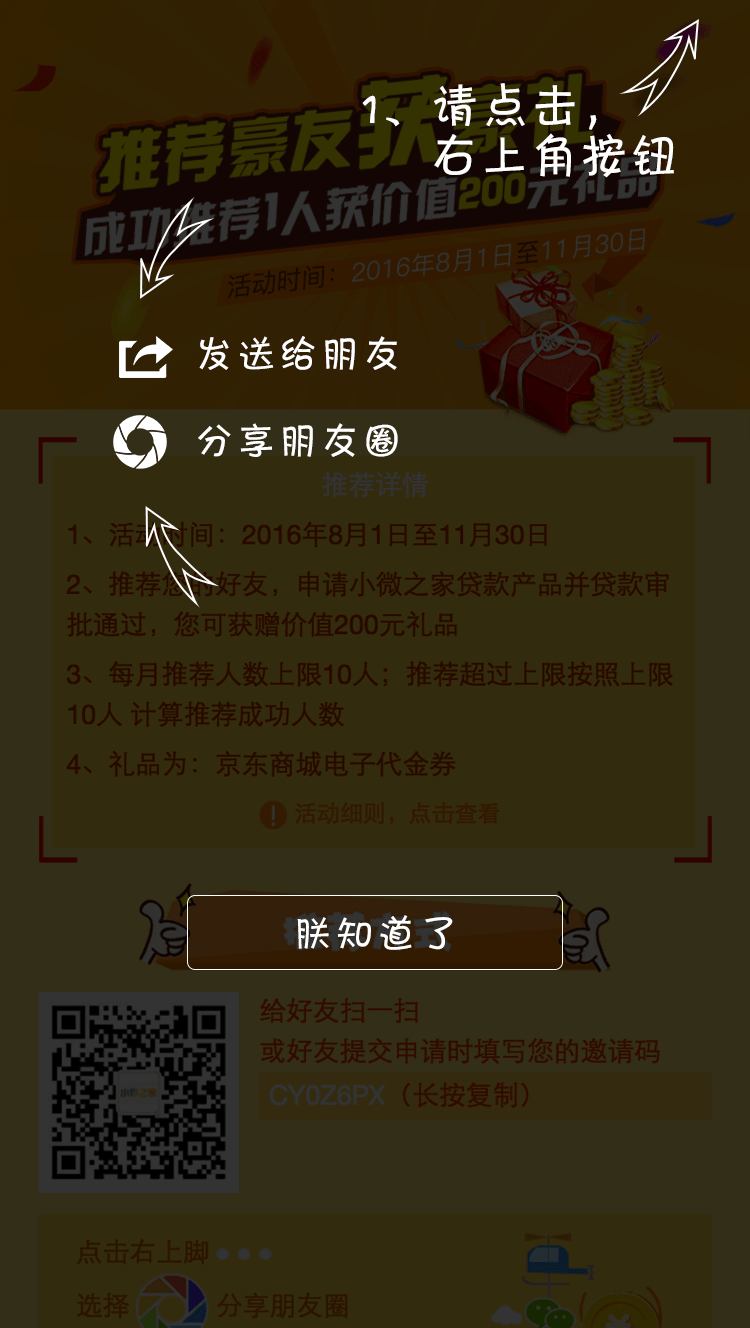 1、请点击，
右上角按钮
推荐豪友获豪礼
成功推荐1人获价值200元礼品
活动时间：2016年8月1日至11月30日
发送给朋友
分享朋友圈
推荐详情
1、活动时间：2016年8月1日至11月30日
2、推荐您的好友，申请小微之家贷款产品并贷款审
批通过，您可获赠价值200元礼品
3、每月推荐人数上限10人；推荐超过上限按照上限
10人 计算推荐成功人数
4、礼品为：京东商城电子代金券
活动细则，点击查看
朕知道了
给好友扫一扫
或好友提交申请时填写您的邀请码
CY0Z6PX（长按复制）
小微之家
点击右上脚
选择 分享朋友圈